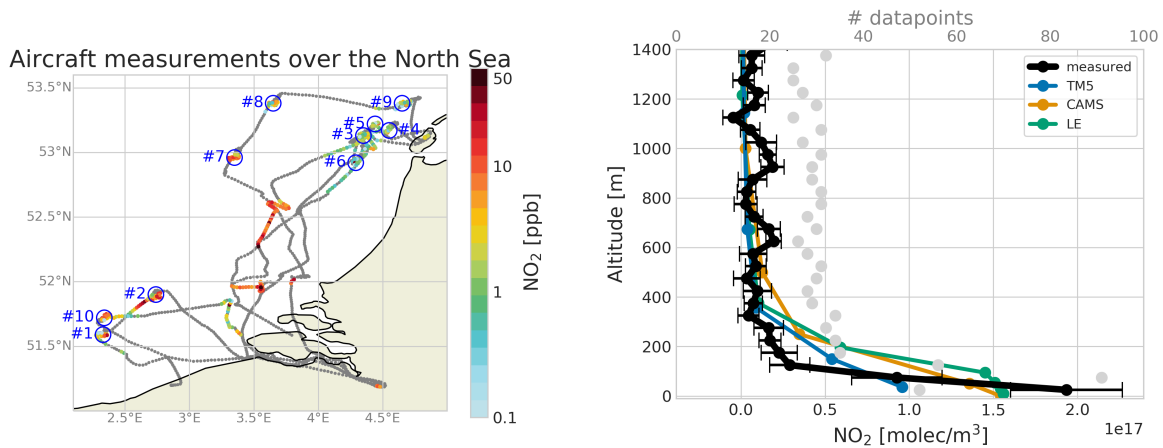 Aircraft measurements over the North Sea
53.5°N
53°N
52.5°N
52°N
51.5°N
2.5°E
3°E
3.5°E
4°E
4.5°E
#8
#9
#5
#3
#4
#7
#6
#2
#10
#1
50
10
1
0.1
NO₂ [ppb]
# datapoints
0
20
40
60
80
100
1400
1200
1000
800
600
400
200
0
Altitude [m]
measured
TM5
CAMS
LE
0.0
0.5
1.0
1.5
2.0
1e17
NO₂ [molec/m³]